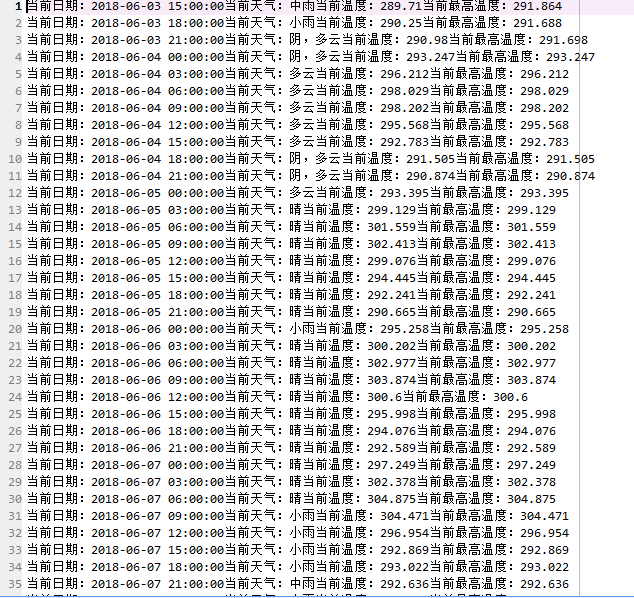 1 当前日期：2018-06-03 15:00:00当前天气：中雨当前温度：289.71当前最高温度：291.864
2 当前日期：2018-06-03 18:00:00当前天气：小雨当前温度：290.25当前最高温度：291.688
3 当前日期：2018-06-03 21:00:00当前天气：阴，多云当前温度：290.98当前最高温度：291.698
4 当前日期：2018-06-04 00:00:00当前天气：阴，多云当前温度：293.247当前最高温度：293.247
5 当前日期：2018-06-04 03:00:00当前天气：多云当前温度：296.212当前最高温度：296.212
6 当前日期：2018-06-04 06:00:00当前天气：多云当前温度：298.029当前最高温度：298.029
7 当前日期：2018-06-04 09:00:00当前天气：多云当前温度：298.202当前最高温度：298.202
8 当前日期：2018-06-04 12:00:00当前天气：多云当前温度：295.568当前最高温度：295.568
9 当前日期：2018-06-04 15:00:00当前天气：多云当前温度：292.783当前最高温度：292.783
10 当前日期：2018-06-04 18:00:00当前天气：阴，多云当前温度：291.505当前最高温度：291.505
11 当前日期：2018-06-04 21:00:00当前天气：阴，多云当前温度：290.874当前最高温度：290.874
12 当前日期：2018-06-05 00:00:00当前天气：多云当前温度：293.395当前最高温度：293.395
13 当前日期：2018-06-05 03:00:00当前天气：晴当前温度：299.129当前最高温度：299.129
14 当前日期：2018-06-05 06:00:00当前天气：晴当前温度：301.559当前最高温度：301.559
15 当前日期：2018-06-05 09:00:00当前天气：晴当前温度：302.413当前最高温度：302.413
16 当前日期：2018-06-05 12:00:00当前天气：晴当前温度：299.076当前最高温度：299.076
17 当前日期：2018-06-05 15:00:00当前天气：晴当前温度：294.445当前最高温度：294.445
18 当前日期：2018-06-05 18:00:00当前天气：晴当前温度：292.241当前最高温度：292.241
19 当前日期：2018-06-05 21:00:00当前天气：晴当前温度：290.665当前最高温度：290.665
20 当前日期：2018-06-06 00:00:00当前天气：小雨当前温度：295.258当前最高温度：295.258
21 当前日期：2018-06-06 03:00:00当前天气：晴当前温度：300.202当前最高温度：300.202
22 当前日期：2018-06-06 06:00:00当前天气：晴当前温度：302.977当前最高温度：302.977
23 当前日期：2018-06-06 09:00:00当前天气：晴当前温度：303.874当前最高温度：303.874
24 当前日期：2018-06-06 12:00:00当前天气：晴当前温度：300.6当前最高温度：300.6
25 当前日期：2018-06-06 15:00:00当前天气：晴当前温度：295.998当前最高温度：295.998
26 当前日期：2018-06-06 18:00:00当前天气：晴当前温度：294.076当前最高温度：294.076
27 当前日期：2018-06-06 21:00:00当前天气：晴当前温度：292.589当前最高温度：292.589
28 当前日期：2018-06-07 00:00:00当前天气：晴当前温度：297.249当前最高温度：297.249
29 当前日期：2018-06-07 03:00:00当前天气：晴当前温度：302.378当前最高温度：302.378
30 当前日期：2018-06-07 06:00:00当前天气：晴当前温度：304.875当前最高温度：304.875
31 当前日期：2018-06-07 09:00:00当前天气：小雨当前温度：304.471当前最高温度：304.471
32 当前日期：2018-06-07 12:00:00当前天气：小雨当前温度：296.954当前最高温度：296.954
33 当前日期：2018-06-07 15:00:00当前天气：小雨当前温度：292.869当前最高温度：292.869
34 当前日期：2018-06-07 18:00:00当前天气：小雨当前温度：293.022当前最高温度：293.022
35 当前日期：2018-06-07 21:00:00当前天气：中雨当前温度：292.636当前最高温度：292.636